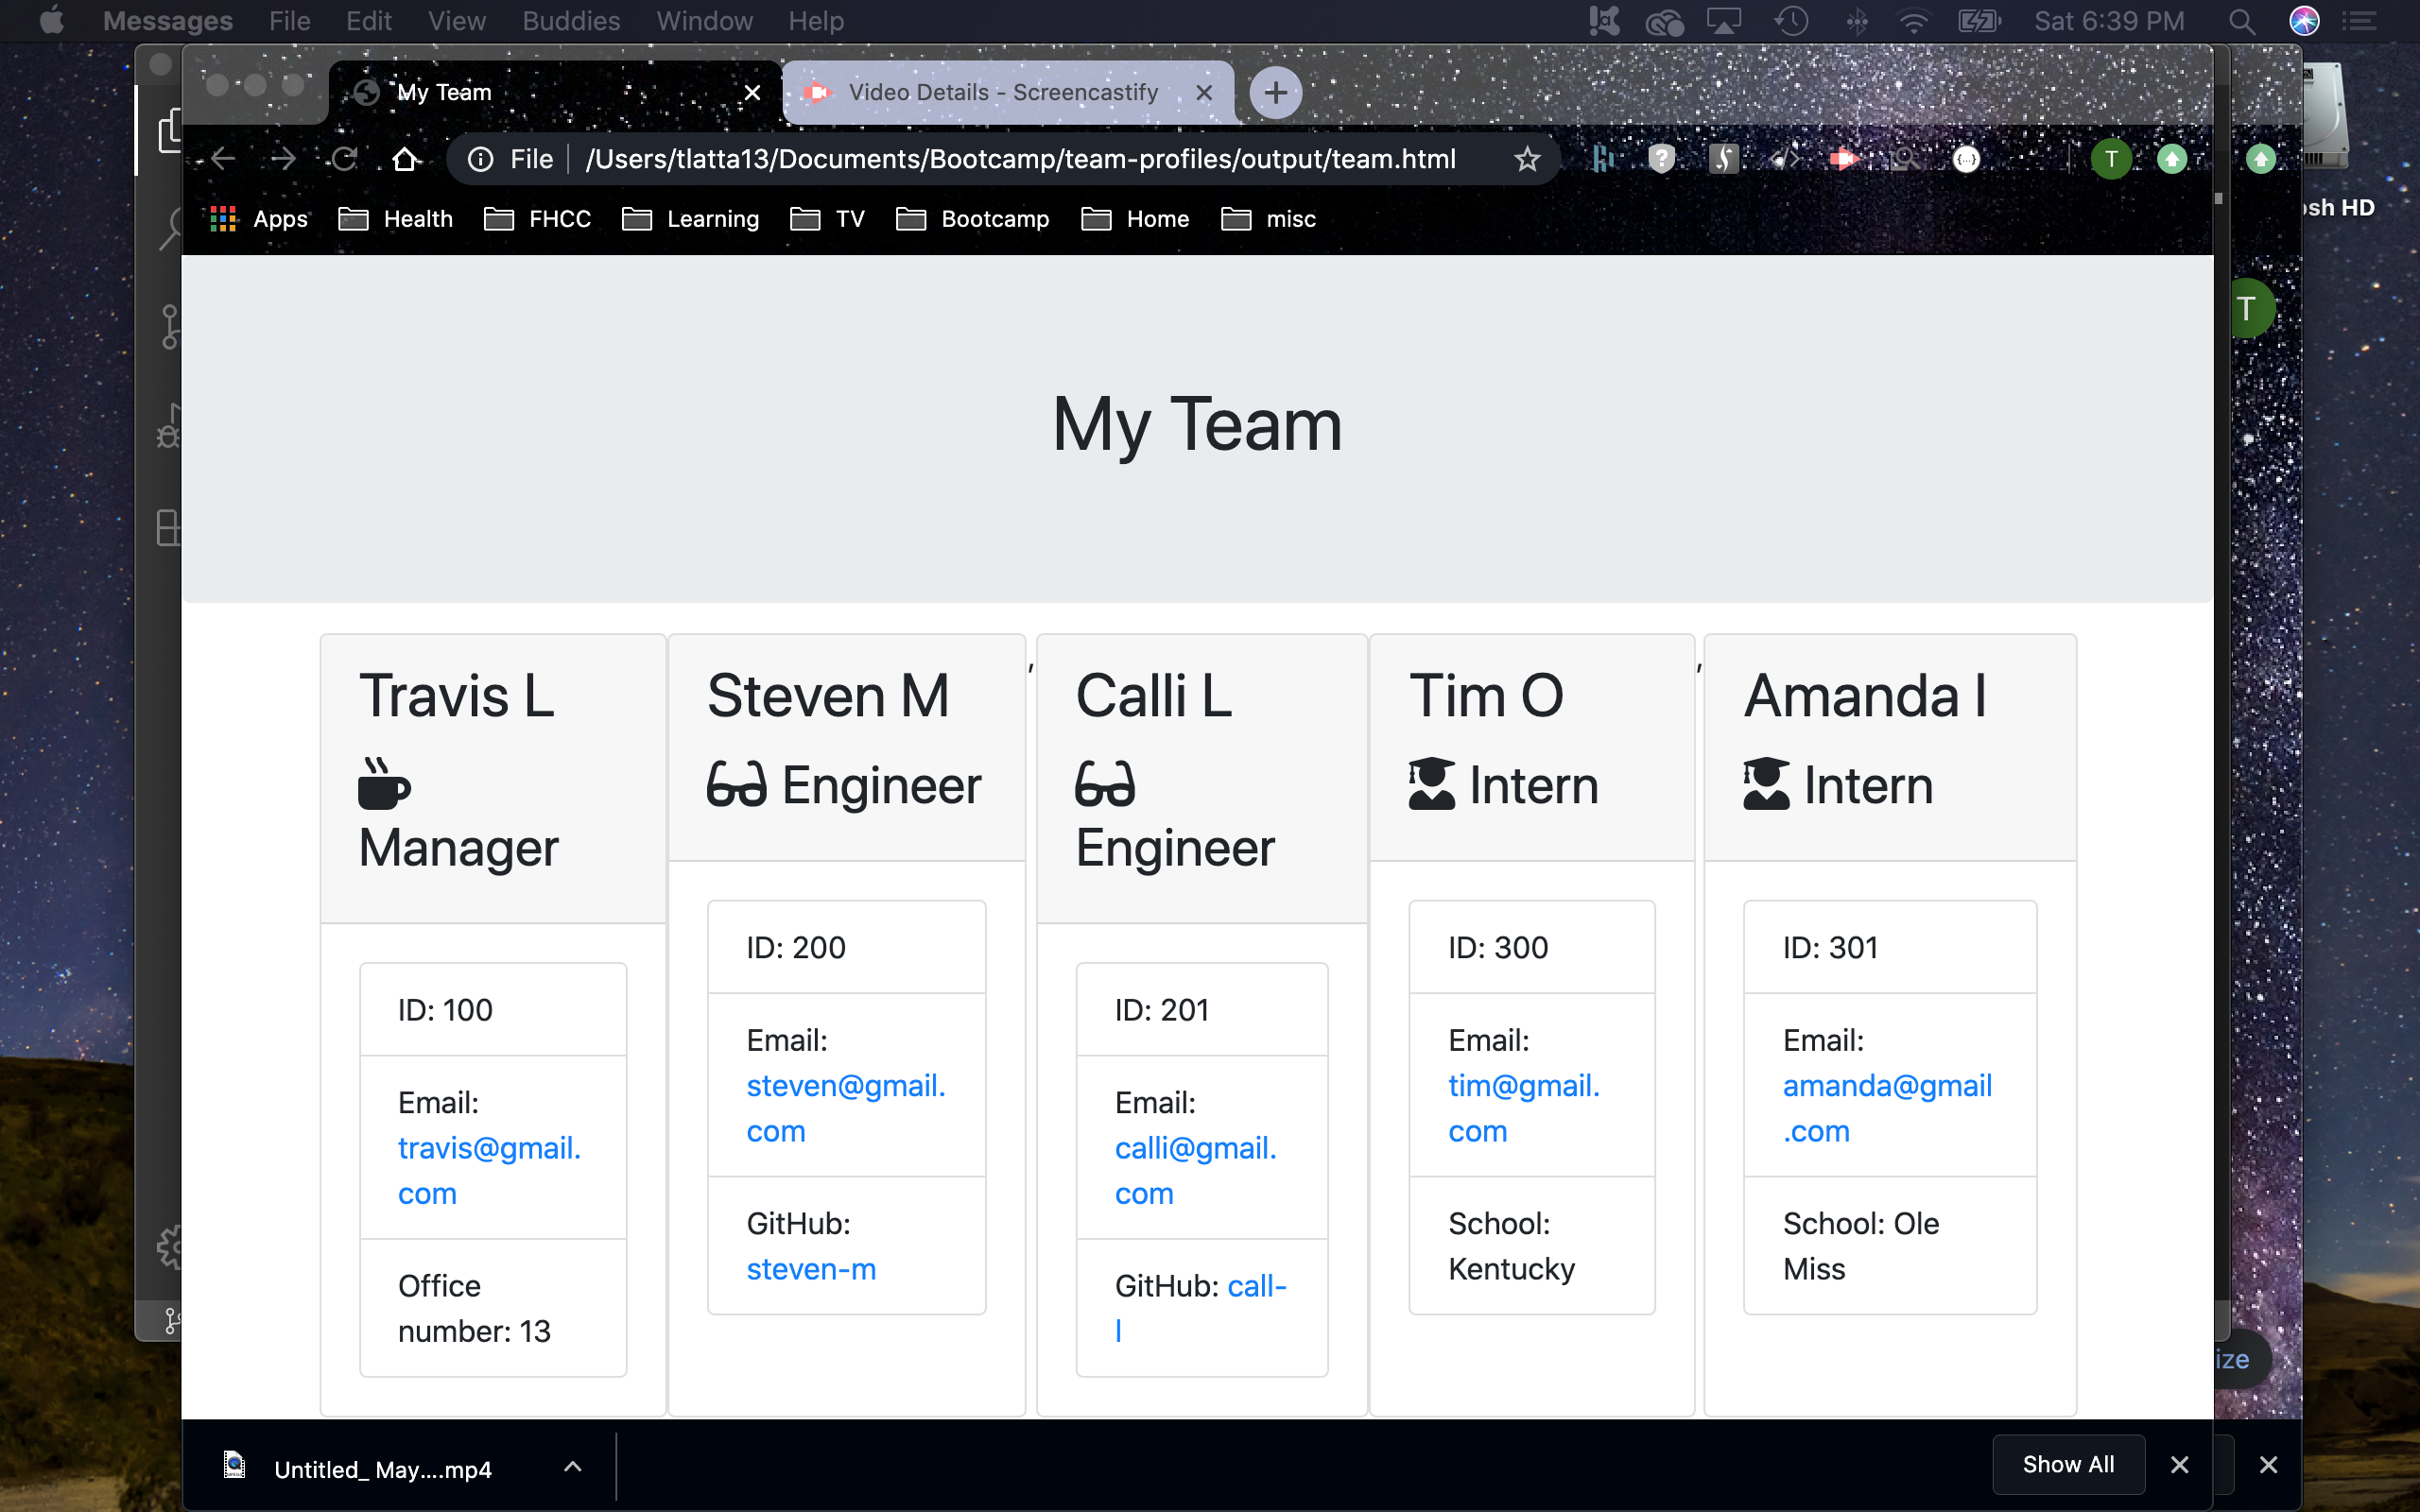 Messages File Edit View Buddies Window Help Sat 6:39 PM
My Team Video Details - Screencastify
File /Users/tlatta13/Documents/Bootcamp/team-profiles/output/team.html T
osh HD
Apps Health FHCC Learning TV Bootcamp Home misc
T
My Team
Travis L
Manager
ID: 100
Email:
travis@gmail.
com
Office
number: 13
Steven M
Engineer
ID: 200
Email:
steven@gmail.
com
GitHub:
steven-m
,
Calli L
Engineer
ID: 201
Email:
calli@gmail.
com
GitHub: call-
l
Tim O
Intern
ID: 300
Email:
tim@gmail.
com
School:
Kentucky
,
Amanda I
Intern
ID: 301
Email:
amanda@gmail
.com
School: Ole
Miss
ize
Untitled_ May....mp4 Show All